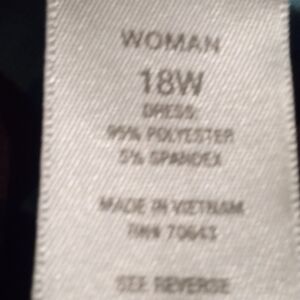 WOMAN
18W
DRESS:
95% POLYESTER
5% SPANDEX
MADE IN VIETNAM
RN# 70643
SEE REVERSE